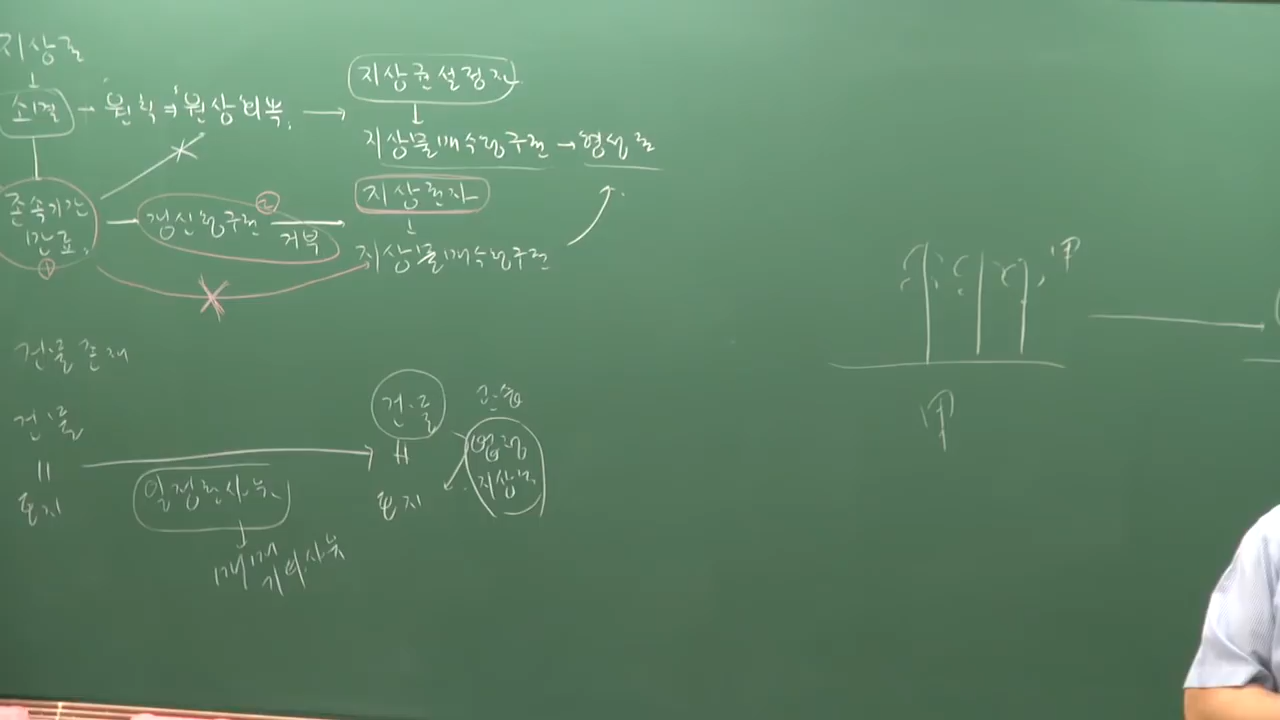 지상권
소멸 → 원칙 ⇒ 원상회복. → 지상권설정자
지상물매수청구권 → 형성권
존속기간 만료. ① 갱신청구권 ② 거부 지상권자
지상물매수청구권
건물존재
건물 = 토지 → 건물 토지
일정한사유.
매매 기타사유
법정 지상권
甲
甲